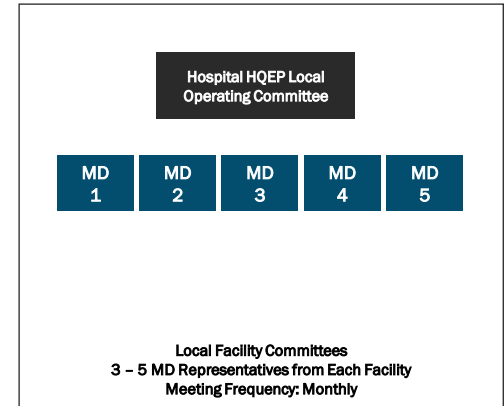 Hospital HQEP Local
Operating Committee
MD
1
MD
2
MD
3
MD
4
MD
5
Local Facility Committees
3 – 5 MD Representatives from Each Facility
Meeting Frequency: Monthly